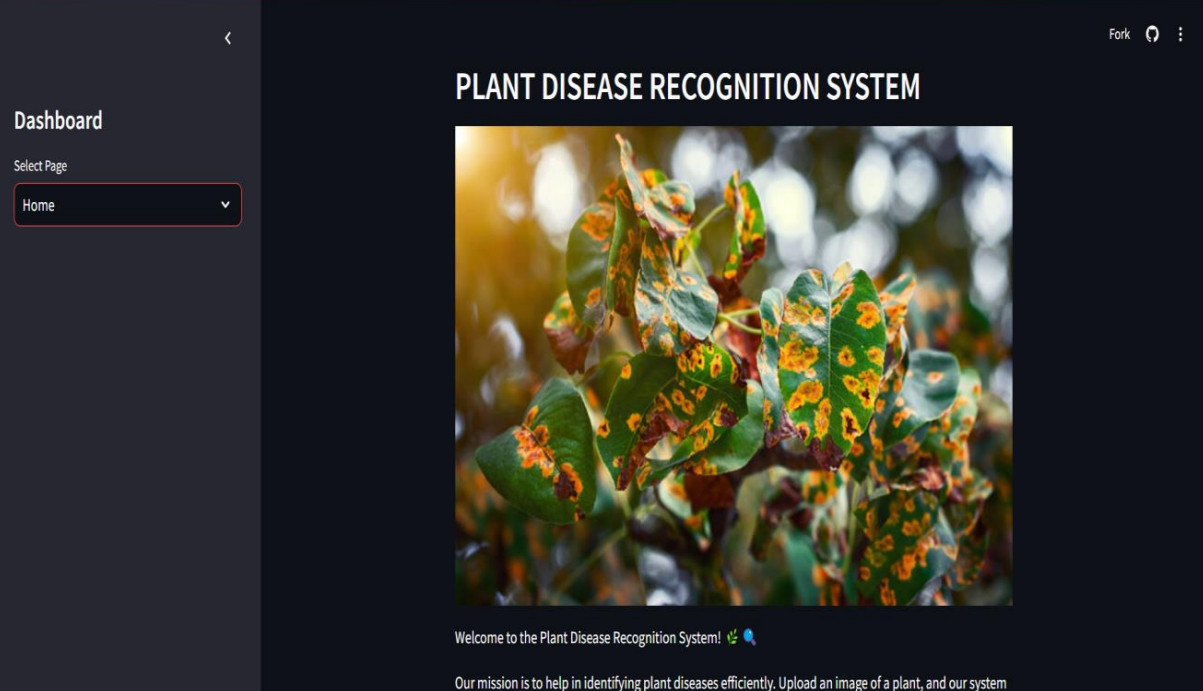 Fork
Dashboard
Select Page
Home
PLANT DISEASE RECOGNITION SYSTEM
Welcome to the Plant Disease Recognition System! 🌿 🔍
Our mission is to help in identifying plant diseases efficiently. Upload an image of a plant, and our system